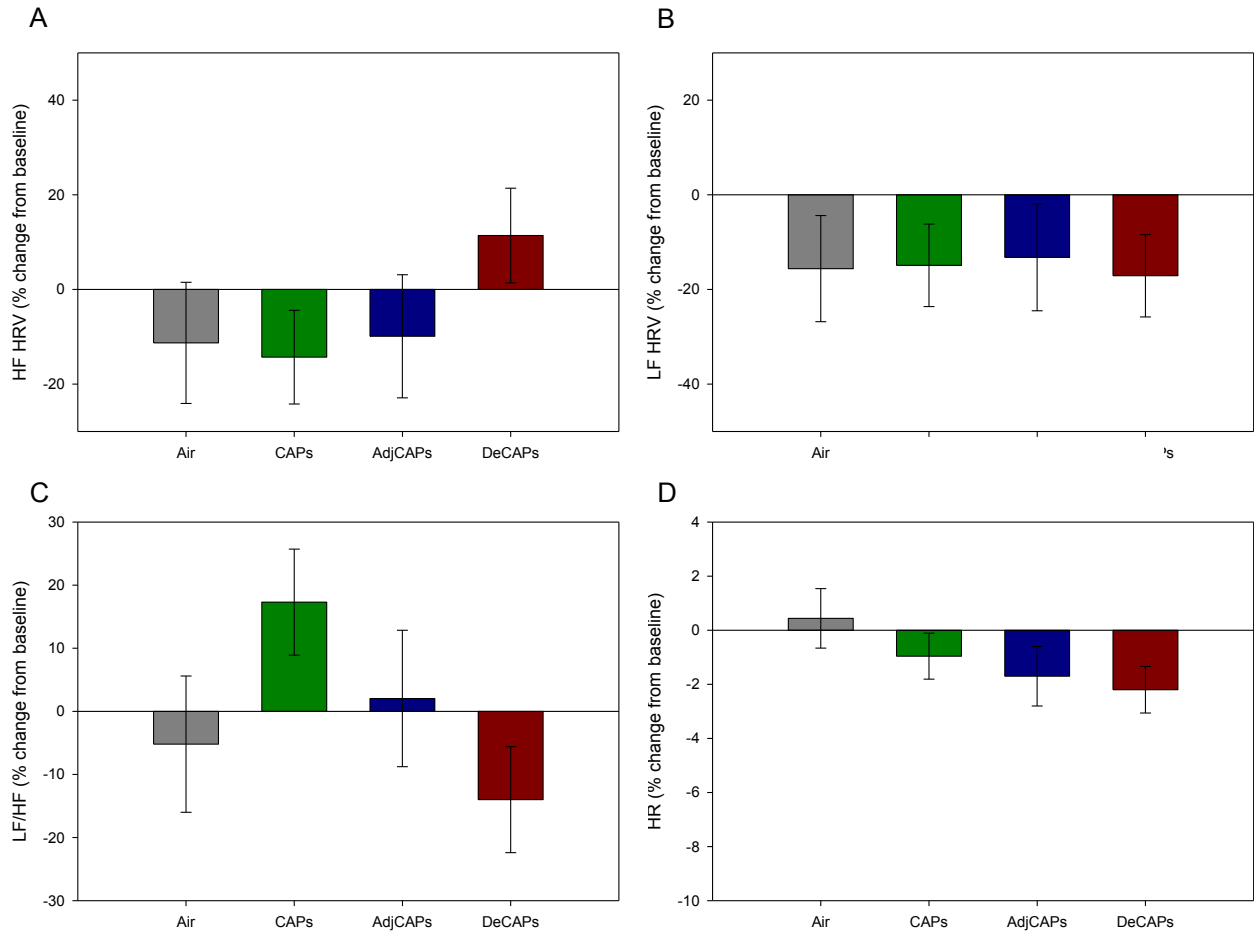 A
HF HRV (% change from baseline)
40
20
0
-20
Air CAPs AdjCAPs DeCAPs
B
LF HRV (% change from baseline)
20
0
-20
-40
Air
C
LF/HF (% change from baseline)
30
20
10
0
-10
-20
-30
Air CAPs AdjCAPs DeCAPs
D
HR (% change from baseline)
4
2
0
-2
-4
-6
-8
-10
Air CAPs AdjCAPs DeCAPs